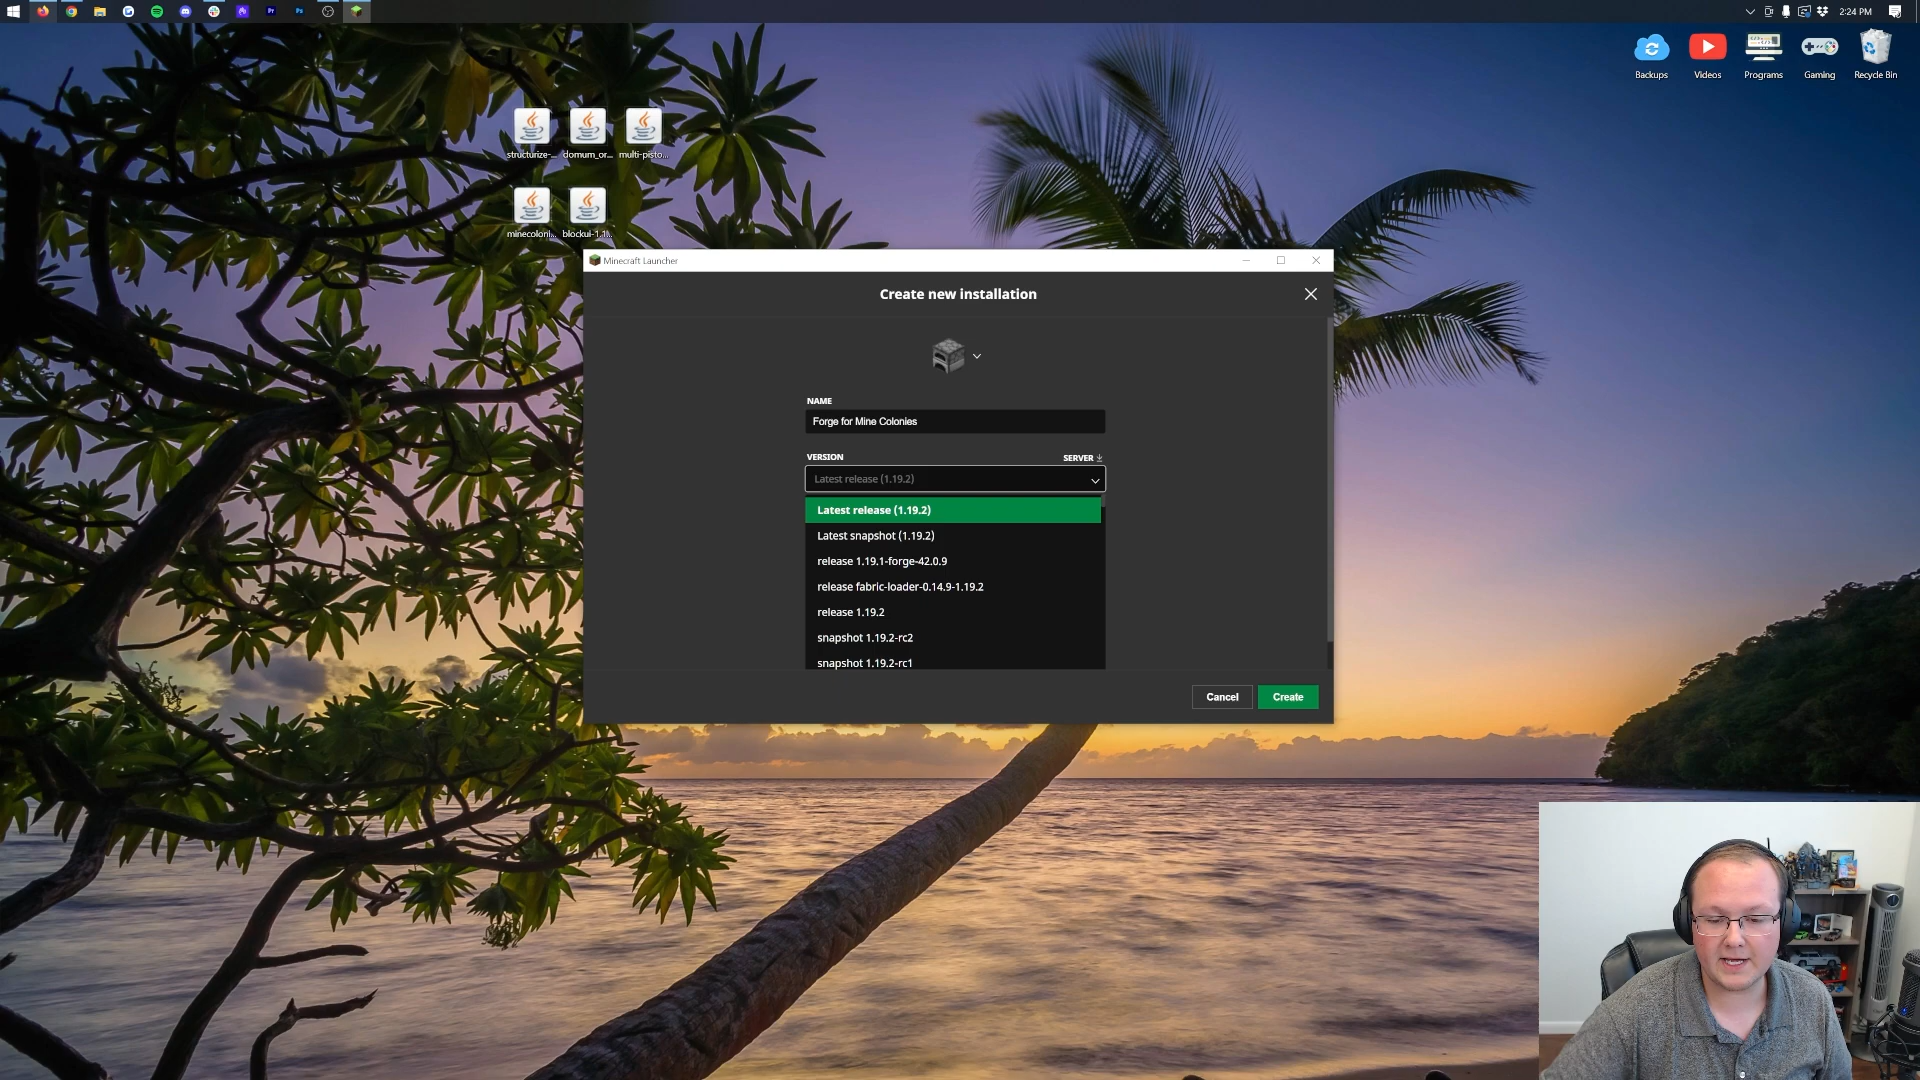 2:24 PM
Backups
Videos
Programs
Gaming
Recycle Bin
structurize-...
domum_or...
multi-pisto...
minecoloni...
blockui-1.1...
Minecraft Launcher
Create new installation
NAME
Forge for Mine Colonies
VERSION
SERVER
Latest release (1.19.2)
Latest release (1.19.2)
Latest snapshot (1.19.2)
release 1.19.1-forge-42.0.9
release fabric-loader-0.14.9-1.19.2
release 1.19.2
snapshot 1.19.2-rc2
snapshot 1.19.2-rc1
Cancel
Create